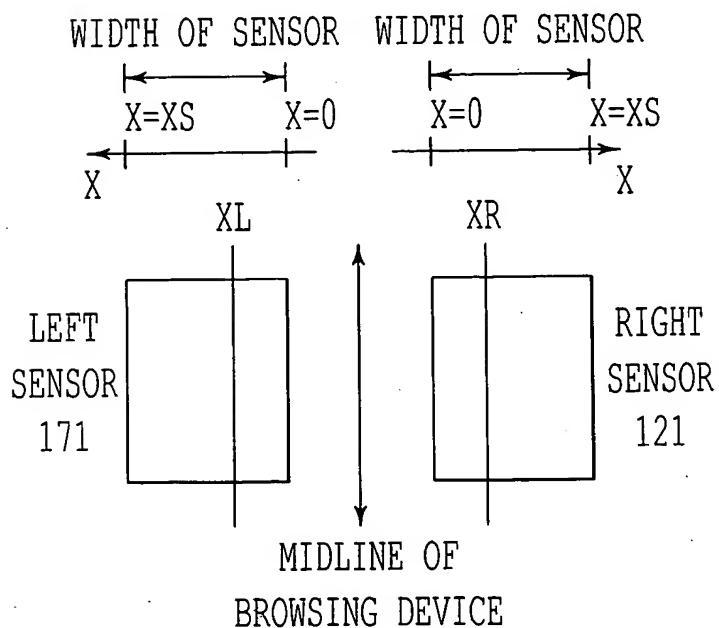 WIDTH OF SENSOR WIDTH OF SENSOR
X=XS X=0 X=0 X=XS
X X
XL XR
LEFT
SENSOR
171
RIGHT
SENSOR
121
MIDLINE OF
BROWSING DEVICE